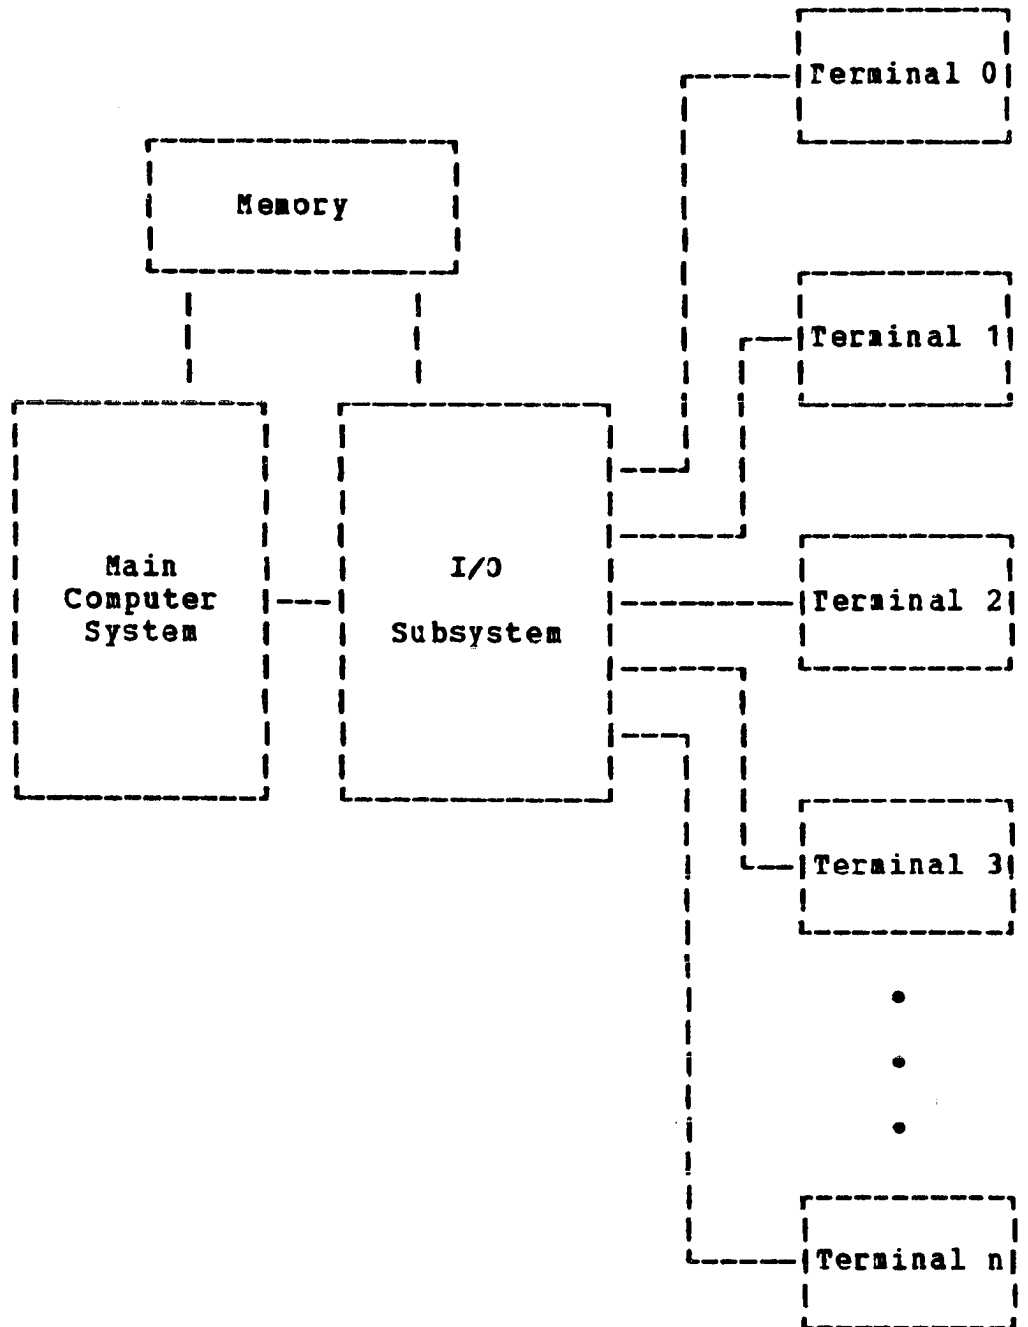 Terminal 0
Memory
Terminal 1
Main
Computer
System
I/O
Subsystem
Terminal 2
Terminal 3
Terminal n